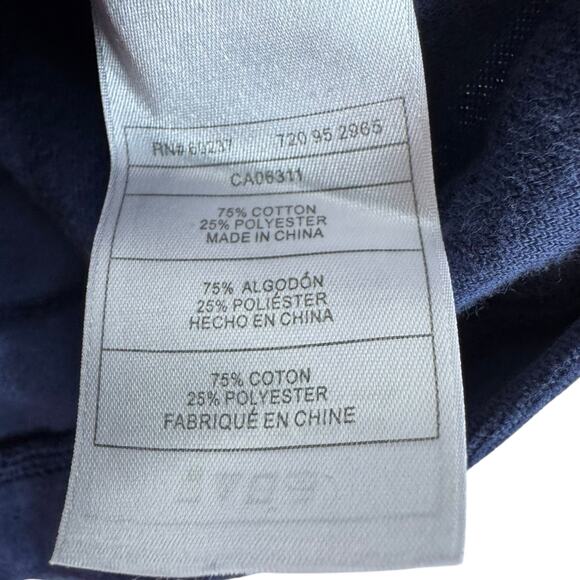 RN# 60237 720 95 2965
CA06311
75% COTTON
25% POLYESTER
MADE IN CHINA
75% ALGODÓN
25% POLIÉSTER
HECHO EN CHINA
75% COTON
25% POLYESTER
FABRIQUÉ EN CHINE